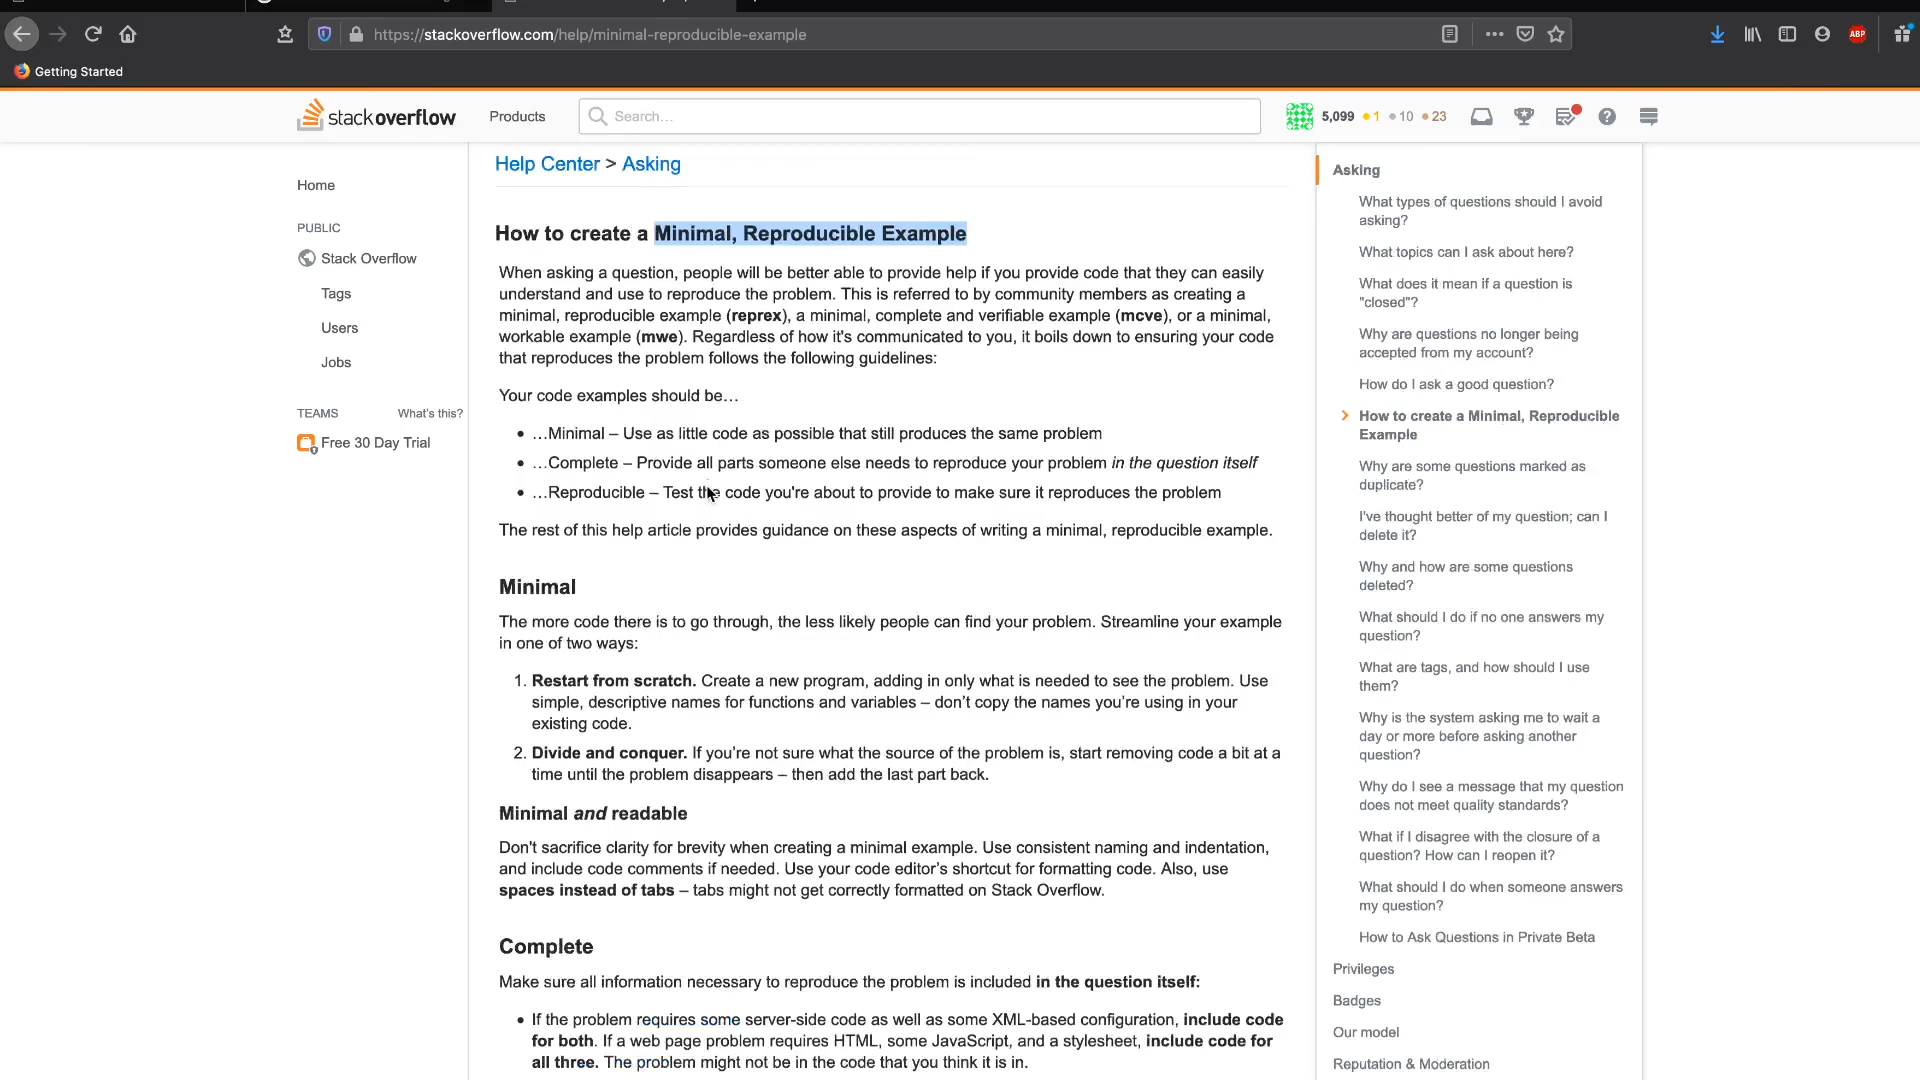 https://stackoverflow.com/help/minimal-reproducible-example
ABP
Getting Started
stackoverflow
Products
Search...
5,099 1 10 23
Home
PUBLIC
Stack Overflow
Tags
Users
Jobs
TEAMS What's this?
Free 30 Day Trial
Help Center > Asking
How to create a Minimal, Reproducible Example
When asking a question, people will be better able to provide help if you provide code that they can easily
understand and use to reproduce the problem. This is referred to by community members as creating a
minimal, reproducible example (reprex), a minimal, complete and verifiable example (mcve), or a minimal,
workable example (mwe). Regardless of how it's communicated to you, it boils down to ensuring your code
that reproduces the problem follows the following guidelines:
Your code examples should be…
• …Minimal – Use as little code as possible that still produces the same problem
• …Complete – Provide all parts someone else needs to reproduce your problem in the question itself
• …Reproducible – Test the code you're about to provide to make sure it reproduces the problem
The rest of this help article provides guidance on these aspects of writing a minimal, reproducible example.
Minimal
The more code there is to go through, the less likely people can find your problem. Streamline your example
in one of two ways:
1. Restart from scratch. Create a new program, adding in only what is needed to see the problem. Use
simple, descriptive names for functions and variables – don’t copy the names you’re using in your
existing code.
2. Divide and conquer. If you’re not sure what the source of the problem is, start removing code a bit at a
time until the problem disappears – then add the last part back.
Minimal and readable
Don't sacrifice clarity for brevity when creating a minimal example. Use consistent naming and indentation,
and include code comments if needed. Use your code editor’s shortcut for formatting code. Also, use
spaces instead of tabs – tabs might not get correctly formatted on Stack Overflow.
Complete
Make sure all information necessary to reproduce the problem is included in the question itself:
• If the problem requires some server-side code as well as some XML-based configuration, include code
for both. If a web page problem requires HTML, some JavaScript, and a stylesheet, include code for
all three. The problem might not be in the code that you think it is in.
Asking
What types of questions should I avoid
asking?
What topics can I ask about here?
What does it mean if a question is
"closed"?
Why are questions no longer being
accepted from my account?
How do I ask a good question?
How to create a Minimal, Reproducible
Example
Why are some questions marked as
duplicate?
I've thought better of my question; can I
delete it?
Why and how are some questions
deleted?
What should I do if no one answers my
question?
What are tags, and how should I use
them?
Why is the system asking me to wait a
day or more before asking another
question?
Why do I see a message that my question
does not meet quality standards?
What if I disagree with the closure of a
question? How can I reopen it?
What should I do when someone answers
my question?
How to Ask Questions in Private Beta
Privileges
Badges
Our model
Reputation & Moderation